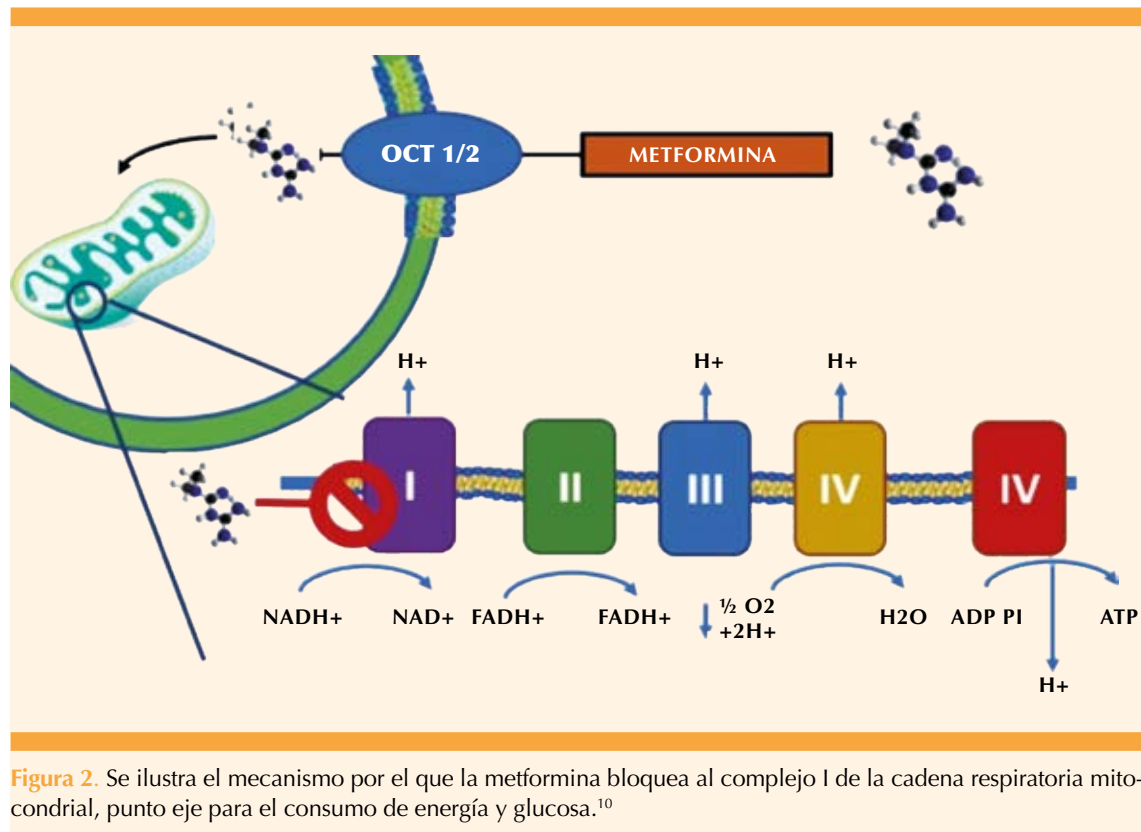 OCT 1/2
METFORMINA
H+
H+
H+
I
II
III
IV
IV
NADH+
NAD+
FADH+
FADH+
½ O2
+2H+
H2O
ADP PI
ATP
H+
Figura 2. Se ilustra el mecanismo por el que la metformina bloquea al complejo I de la cadena respiratoria mito-
condrial, punto eje para el consumo de energía y glucosa.¹⁰